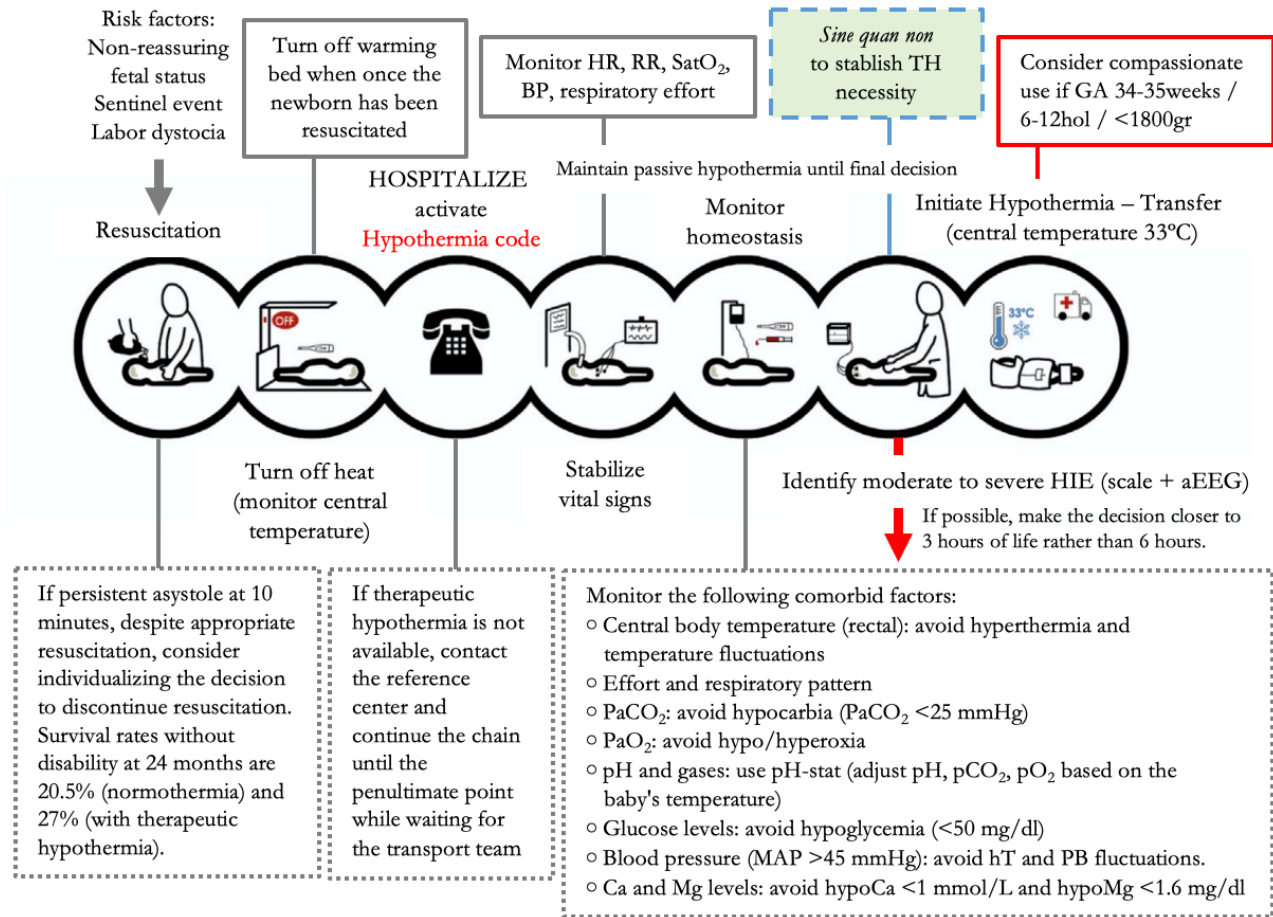 Risk factors:
Non-reassuring
fetal status
Sentinel event
Labor dystocia
Turn off warming
bed when once the
newborn has been
resuscitated
Monitor HR, RR, SatO₂,
BP, respiratory effort
Sine quan non
to stablish TH
necessity
Consider compassionate
use if GA 34-35weeks /
6-12hol / <1800gr
Maintain passive hypothermia until final decision
Resuscitation
HOSPITALIZE
activate
Hypothermia code
Monitor
homeostasis
Initiate Hypothermia – Transfer
(central temperature 33ºC)
OFF
33ºC
Turn off heat
(monitor central
temperature)
Stabilize
vital signs
Identify moderate to severe HIE (scale + aEEG)
If possible, make the decision closer to
3 hours of life rather than 6 hours.
If persistent asystole at 10
minutes, despite appropriate
resuscitation, consider
individualizing the decision
to discontinue resuscitation.
Survival rates without
disability at 24 months are
20.5% (normothermia) and
27% (with therapeutic
hypothermia).
If therapeutic
hypothermia is not
available, contact
the reference
center and
continue the chain
until the
penultimate point
while waiting for
the transport team
Monitor the following comorbid factors:
○ Central body temperature (rectal): avoid hyperthermia and
temperature fluctuations
○ Effort and respiratory pattern
○ PaCO₂: avoid hypocarbia (PaCO₂ <25 mmHg)
○ PaO₂: avoid hypo/hyperoxia
○ pH and gases: use pH-stat (adjust pH, pCO₂, pO₂ based on the
baby's temperature)
○ Glucose levels: avoid hypoglycemia (<50 mg/dl)
○ Blood pressure (MAP >45 mmHg): avoid hT and PB fluctuations.
○ Ca and Mg levels: avoid hypoCa <1 mmol/L and hypoMg <1.6 mg/dl